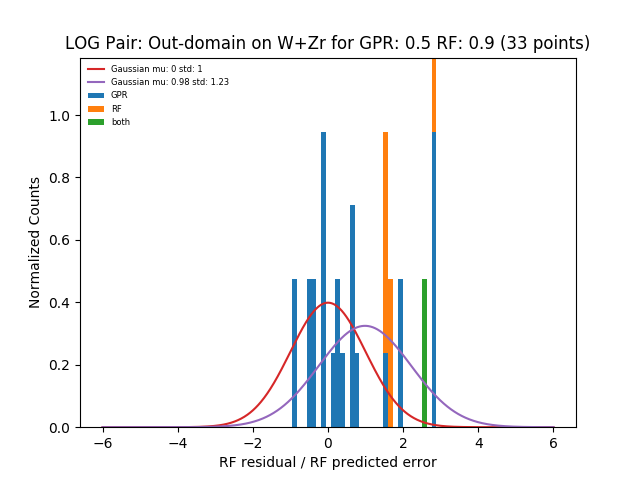 LOG Pair: Out-domain on W+Zr for GPR: 0.5 RF: 0.9 (33 points)
Gaussian mu: 0 std: 1
Gaussian mu: 0.98 std: 1.23
GPR
RF
both
Normalized Counts
1.0
0.8
0.6
0.4
0.2
0.0
−6 −4 −2 0 2 4 6
RF residual / RF predicted error